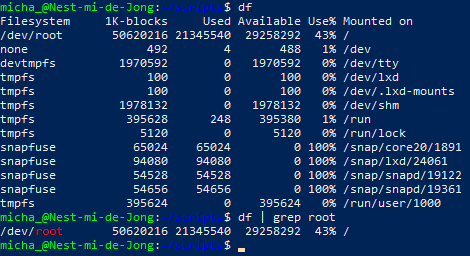 micha_@Nest-mi-de-Jong:~/scripts$ df
Filesystem 1K-blocks Used Available Use% Mounted on
/dev/root 50620216 21345540 29258292 43% /
none 492 4 488 1% /dev
devtmpfs 1970592 0 1970592 0% /dev/tty
tmpfs 100 0 100 0% /dev/lxd
tmpfs 100 0 100 0% /dev/.lxd-mounts
tmpfs 1978132 0 1978132 0% /dev/shm
tmpfs 395628 248 395380 1% /run
tmpfs 5120 0 5120 0% /run/lock
snapfuse 65024 65024 0 100% /snap/core20/1891
snapfuse 94080 94080 0 100% /snap/lxd/24061
snapfuse 54528 54528 0 100% /snap/snapd/19122
snapfuse 54656 54656 0 100% /snap/snapd/19361
tmpfs 395624 0 395624 0% /run/user/1000
micha_@Nest-mi-de-Jong:~/scripts$ df | grep root
/dev/root 50620216 21345540 29258292 43% /
micha_@Nest-mi-de-Jong:~/scripts$